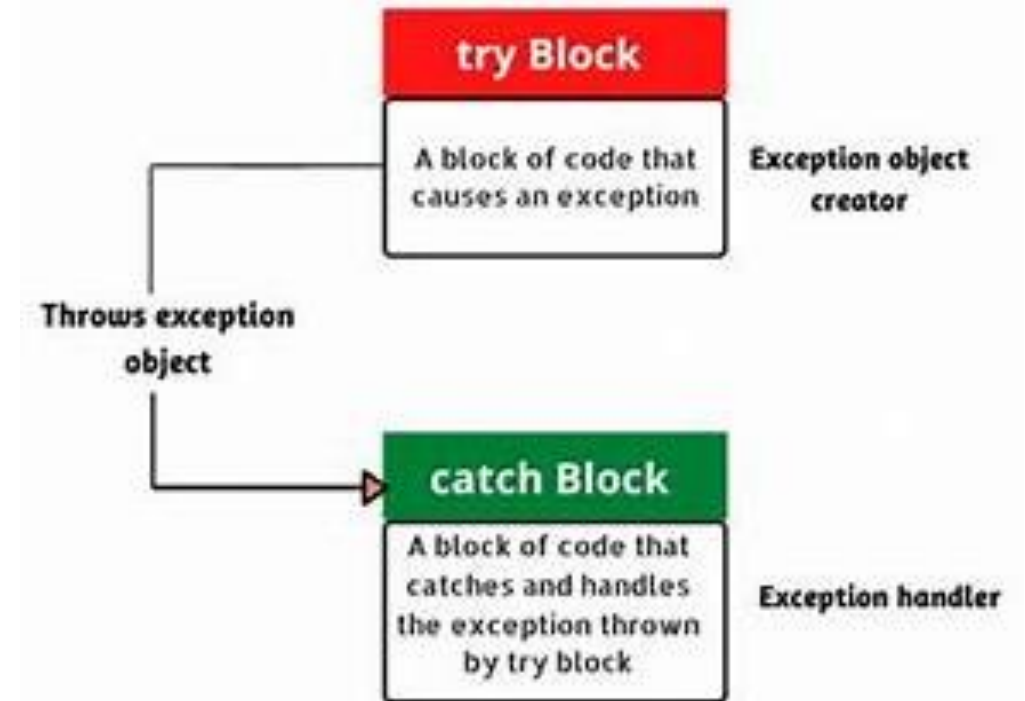 try Block
A block of code that
causes an exception
Exception object
creator
Throws exception
object
catch Block
A block of code that
catches and handles
the exception thrown
by try block
Exception handler